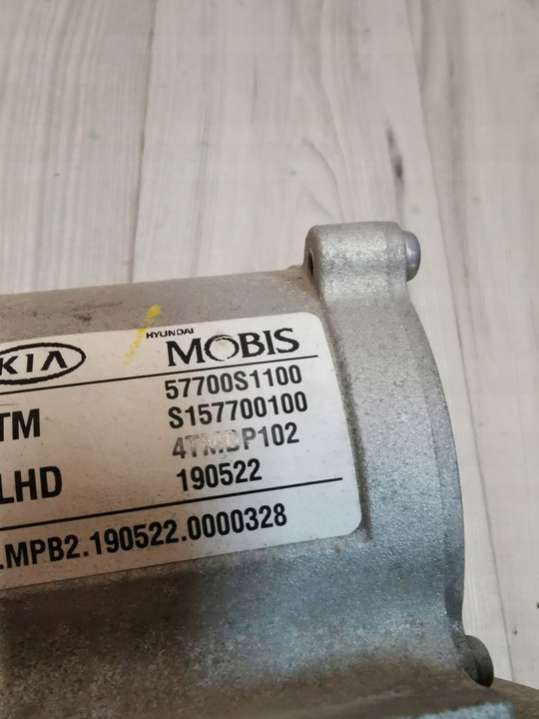 KIA
HYUNDAI
MOBIS
57700S1100
TM S157700100
4TMDP102
LHD 190522
.MPB2.190522.0000328